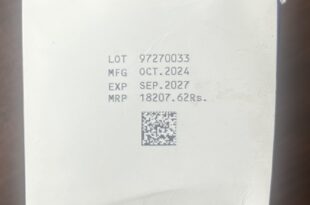 LOT 97270033
MFG OCT.2024
EXP SEP.2027
MRP 18207.62Rs.